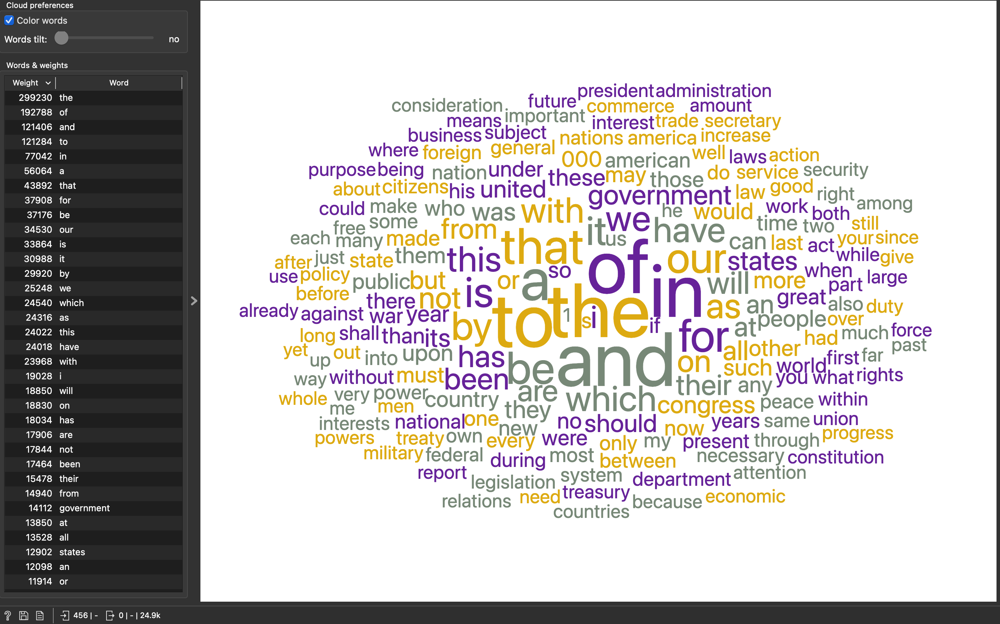 Cloud preferences
Color words
Words tilt: no
Words & weights
Weight Word
299230 the
192788 of
121406 and
121284 to
77042 in
56064 a
43892 that
37908 for
37176 be
34530 our
33864 is
30988 it
29920 by
25248 we
24540 which
24316 as
24022 this
24018 have
23968 with
19028 i
18850 will
18830 on
18034 has
17906 are
17844 not
17464 been
15478 their
14940 from
14112 government
13850 at
13528 all
12902 states
12098 an
11914 or
president administration
consideration future commerce amount
means important interest trade secretary
business subject nations america increase
where foreign general 000 american well laws action
purpose being nation under these may those do service security
about citizens his united government law good right among
could make who was with it we he would work both
free some from that us have time two still
each many made can last act your since
after just state them this of our states while give
use policy public but or a so in will more when part large
before there not is to the as an great also duty
already against war year by 1 s i if for at people over
long shall than its had much force
yet up out into upon has be and on all other first far past
way without must been such world you what rights
whole very power country are which their any peace within
me men they congress
interests national one new no should now years same union
powers treaty own every were only my present through progress
military federal during most between necessary constitution
report legislation system department attention
relations need treasury because economic
countries
456 | - 0 | - | 24.9k